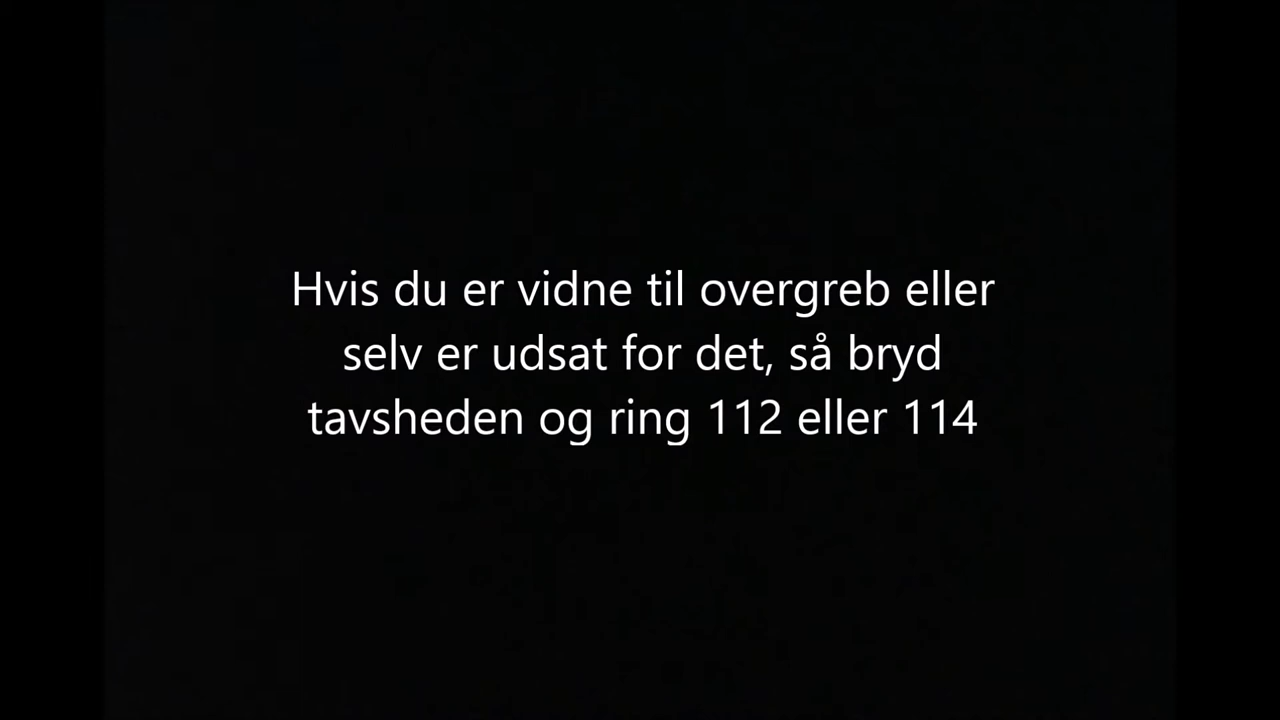 Hvis du er vidne til overgreb eller
selv er udsat for det, så bryd
tavsheden og ring 112 eller 114